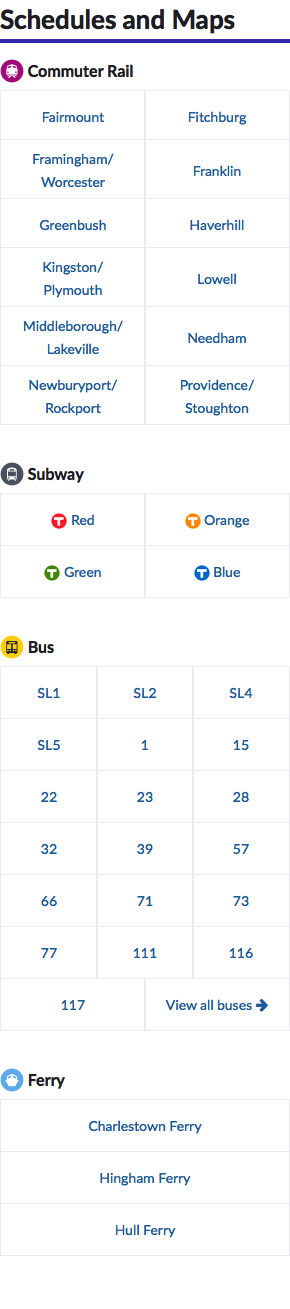 Schedules and Maps
Commuter Rail
Fairmount
Fitchburg
Framingham/
Worcester
Franklin
Greenbush
Haverhill
Kingston/
Plymouth
Lowell
Middleborough/
Lakeville
Needham
Newburyport/
Rockport
Providence/
Stoughton
Subway
T Red
T Orange
T Green
T Blue
Bus
SL1
SL2
SL4
SL5
1
15
22
23
28
32
39
57
66
71
73
77
111
116
117
View all buses
Ferry
Charlestown Ferry
Hingham Ferry
Hull Ferry